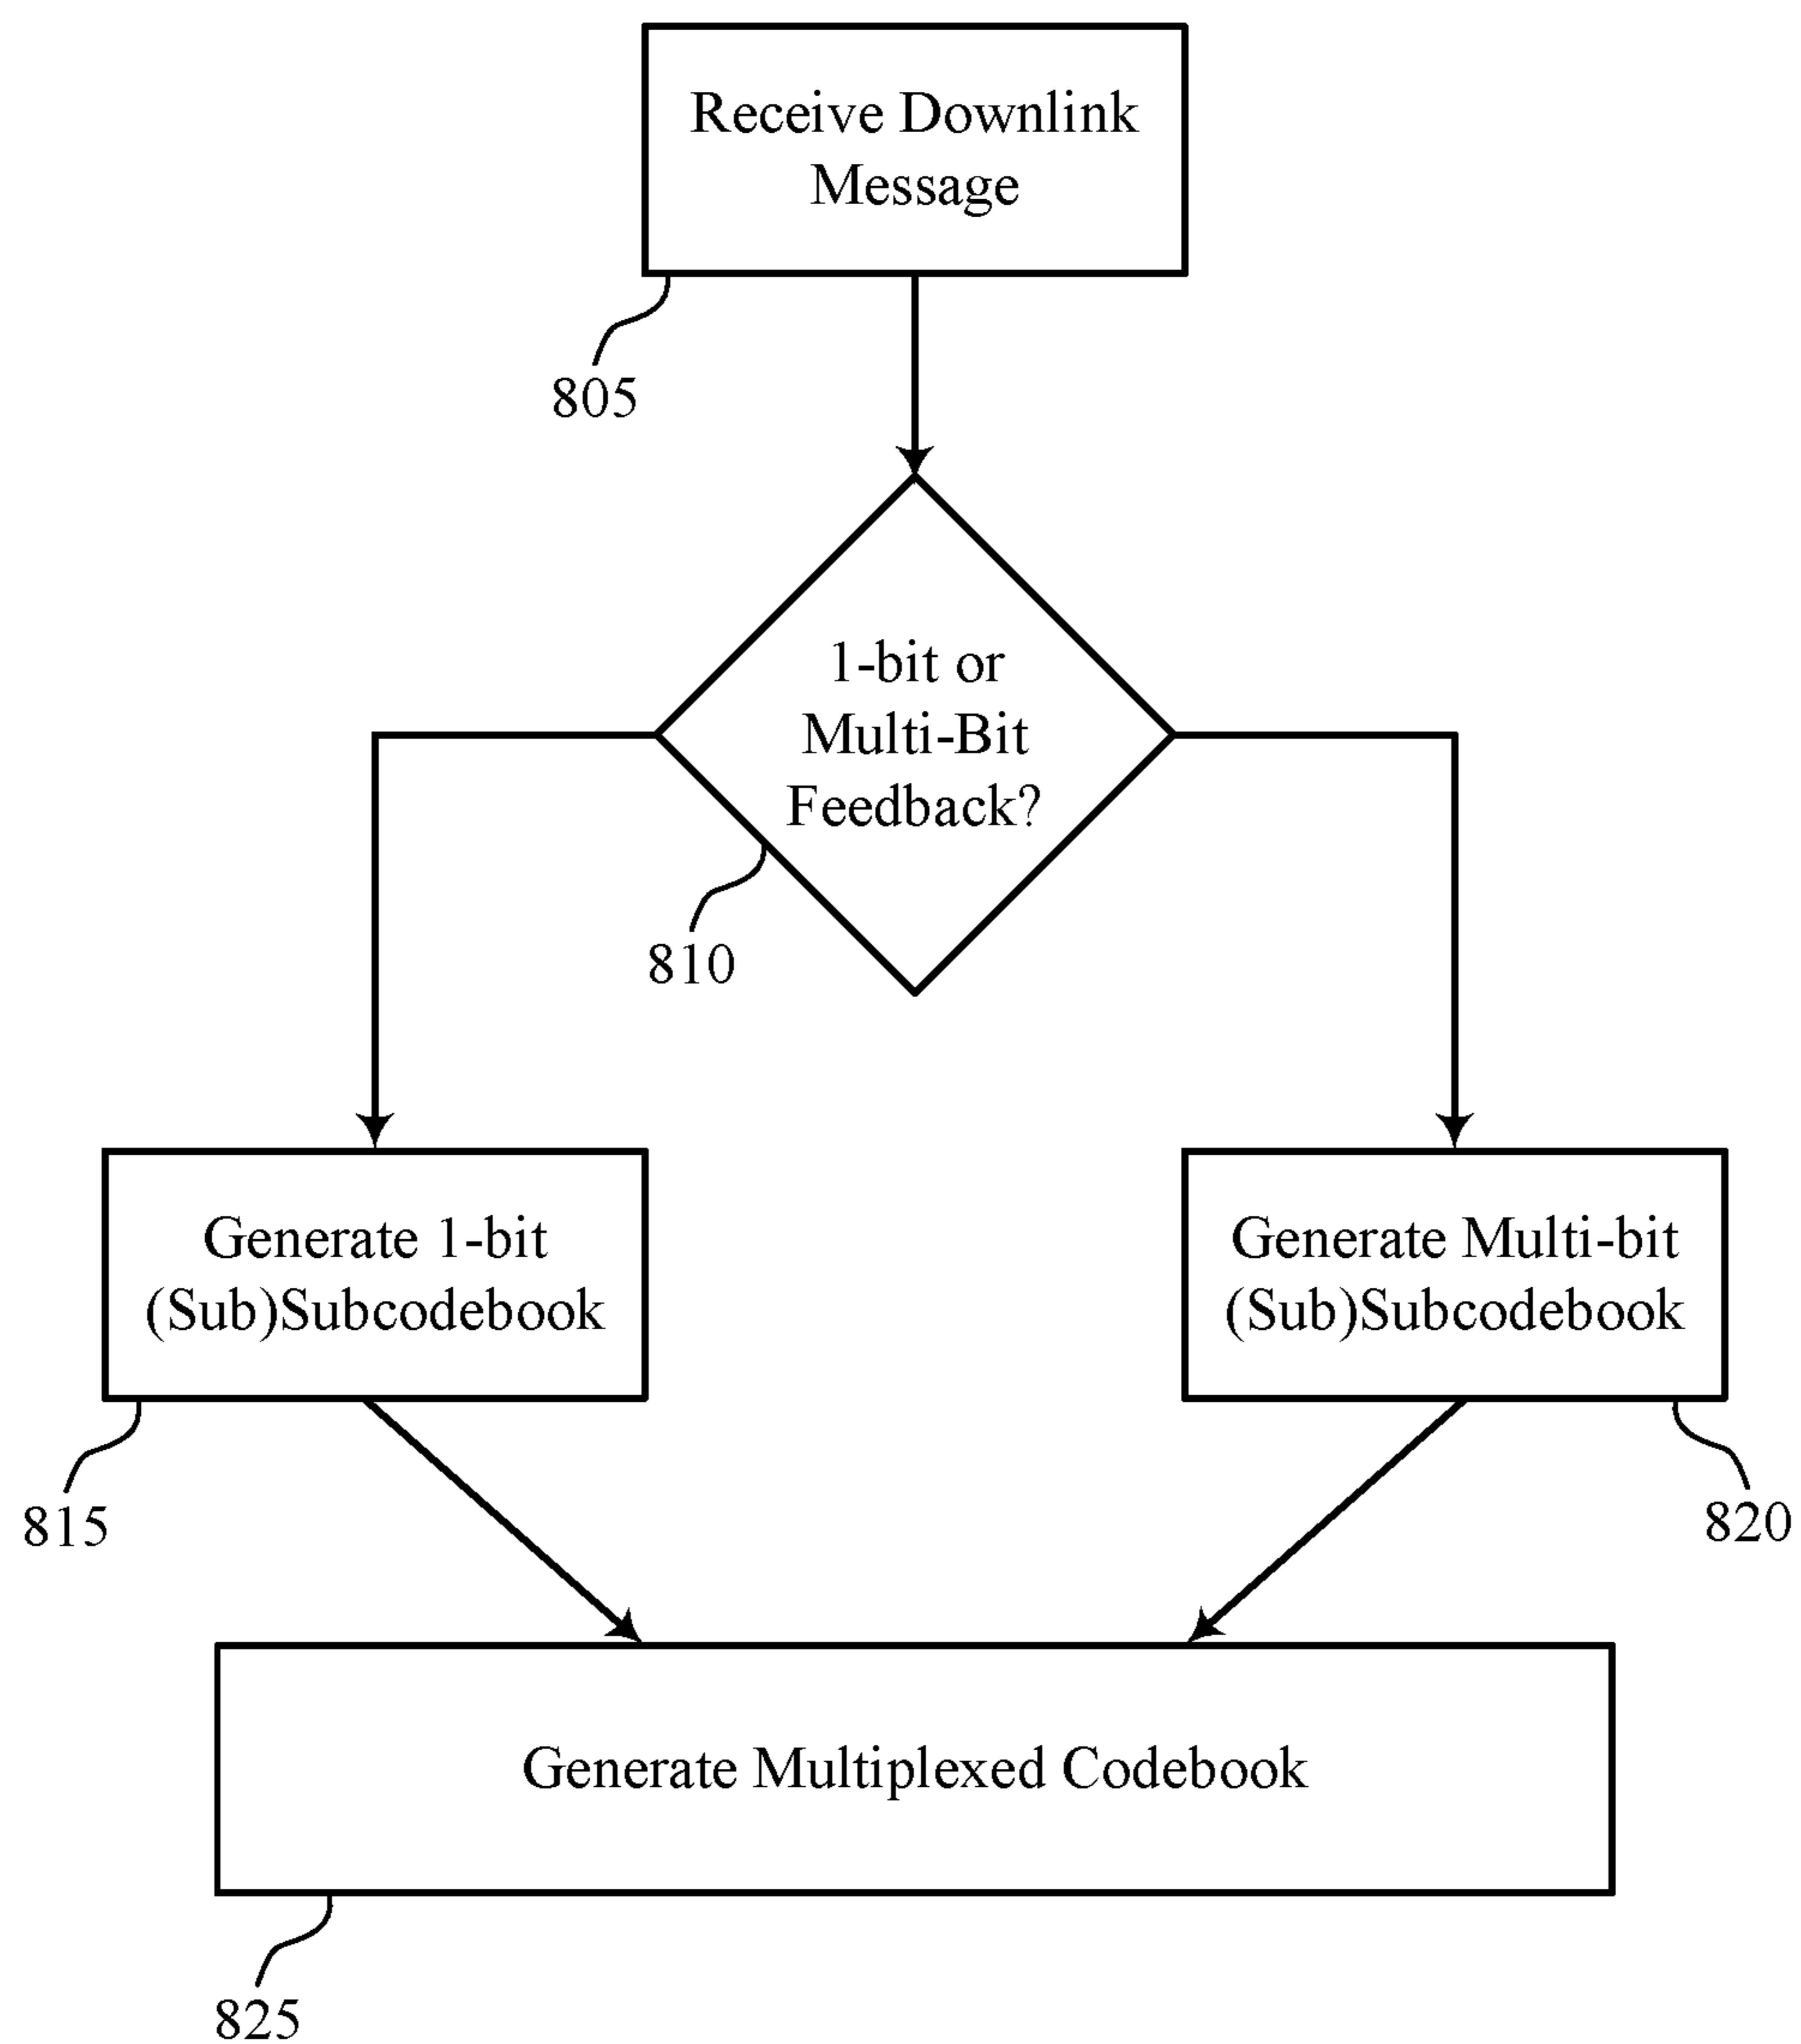 Receive Downlink
Message
805
1-bit or
Multi-Bit
Feedback?
810
Generate 1-bit
(Sub)Subcodebook
815
Generate Multi-bit
(Sub)Subcodebook
820
Generate Multiplexed Codebook
825